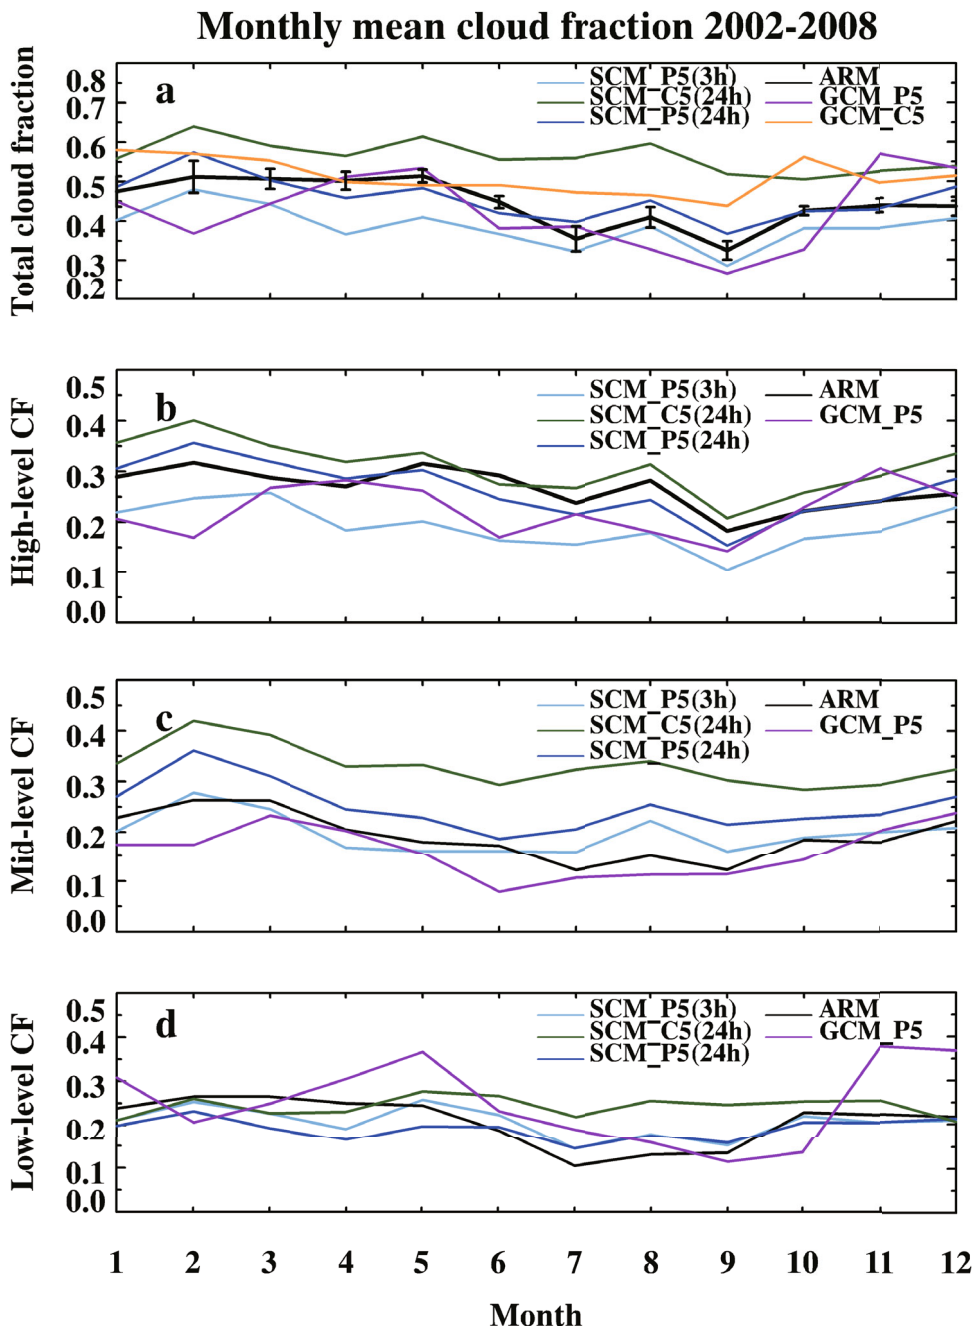 Monthly mean cloud fraction 2002-2008
Total cloud fraction
0.8
0.7
0.6
0.5
0.4
0.3
0.2
a
SCM_P5(3h)
SCM_C5(24h)
SCM_P5(24h)
ARM
GCM_P5
GCM_C5
High-level CF
0.5
0.4
0.3
0.2
0.1
0.0
b
SCM_P5(3h)
SCM_C5(24h)
SCM_P5(24h)
ARM
GCM_P5
Mid-level CF
0.5
0.4
0.3
0.2
0.1
0.0
c
SCM_P5(3h)
SCM_C5(24h)
SCM_P5(24h)
ARM
GCM_P5
Low-level CF
0.5
0.4
0.3
0.2
0.1
0.0
d
SCM_P5(3h)
SCM_C5(24h)
SCM_P5(24h)
ARM
GCM_P5
1 2 3 4 5 6 7 8 9 10 11 12
Month